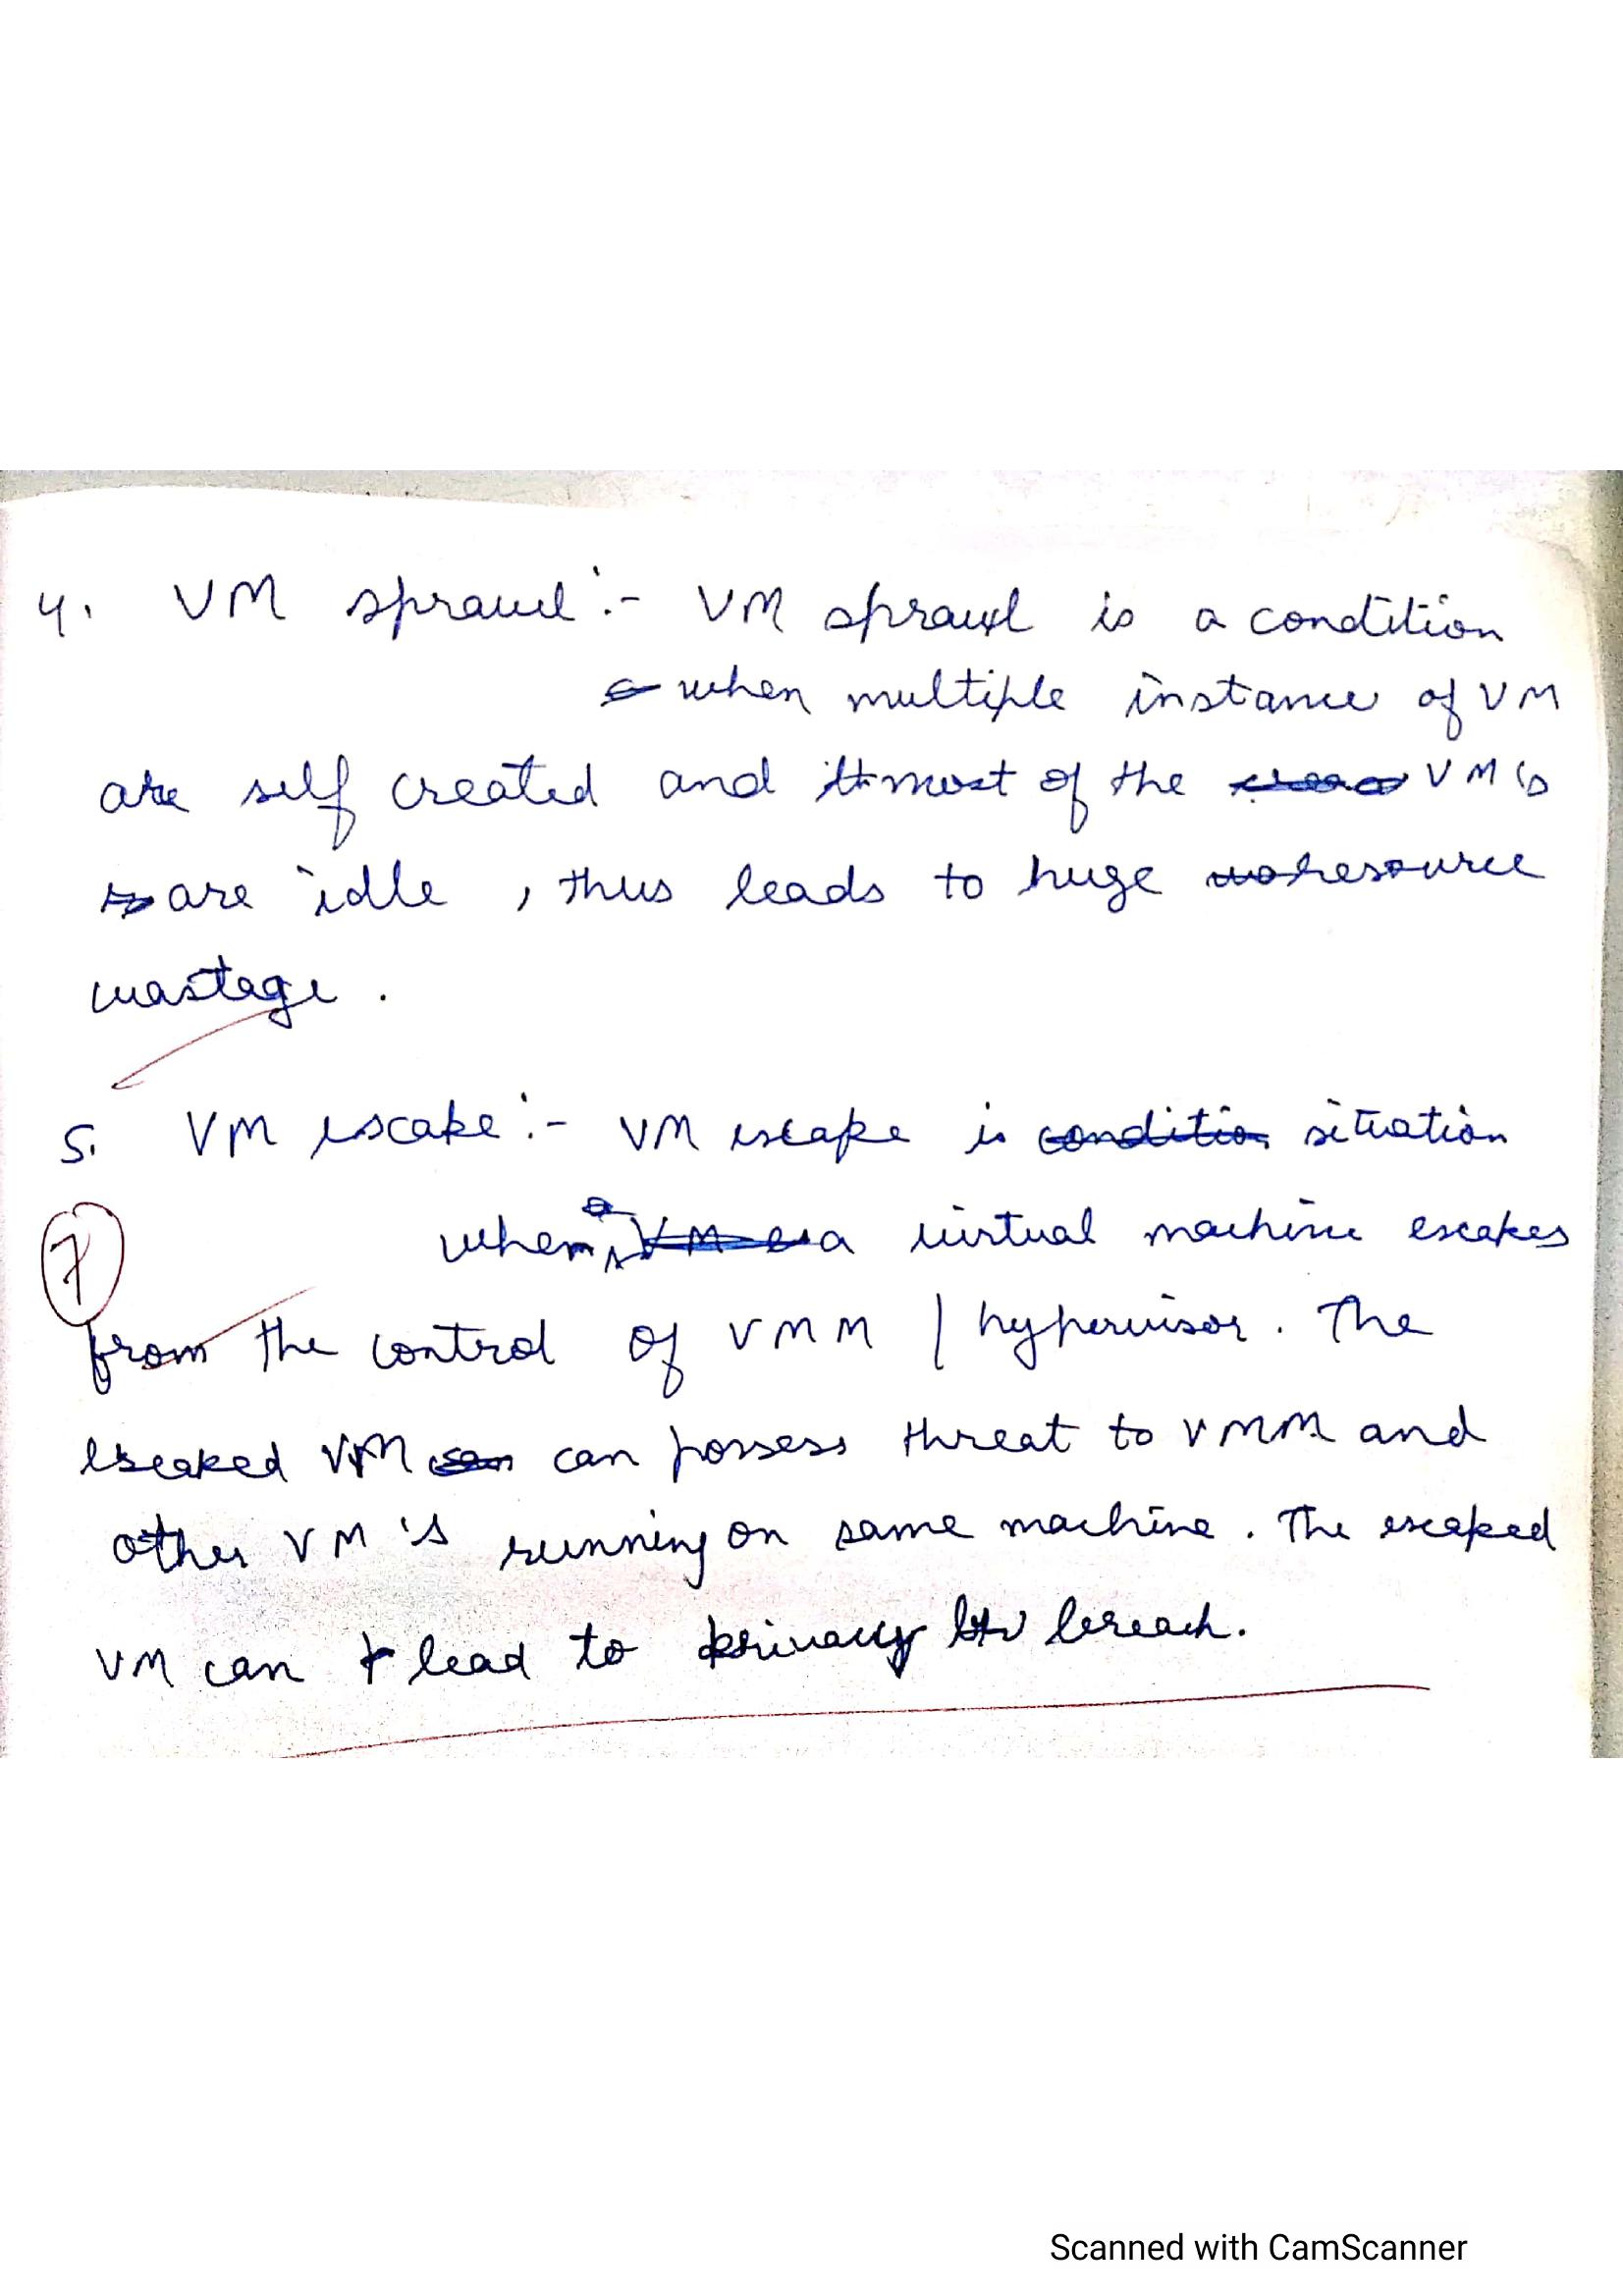 4. VM sprawl :- VM sprawl is a condition
when multiple instance of VM
are self created and most of the VM's
are idle , thus leads to huge resource
wastage .
5. VM escape :- VM escape is situation
when a virtual machine escapes
7
from the control of VMM / hypervisor . The
escaped VM can possess threat to VMM and
other VM's running on same machine . The escaped
VM can lead to privacy breach.
Scanned with CamScanner